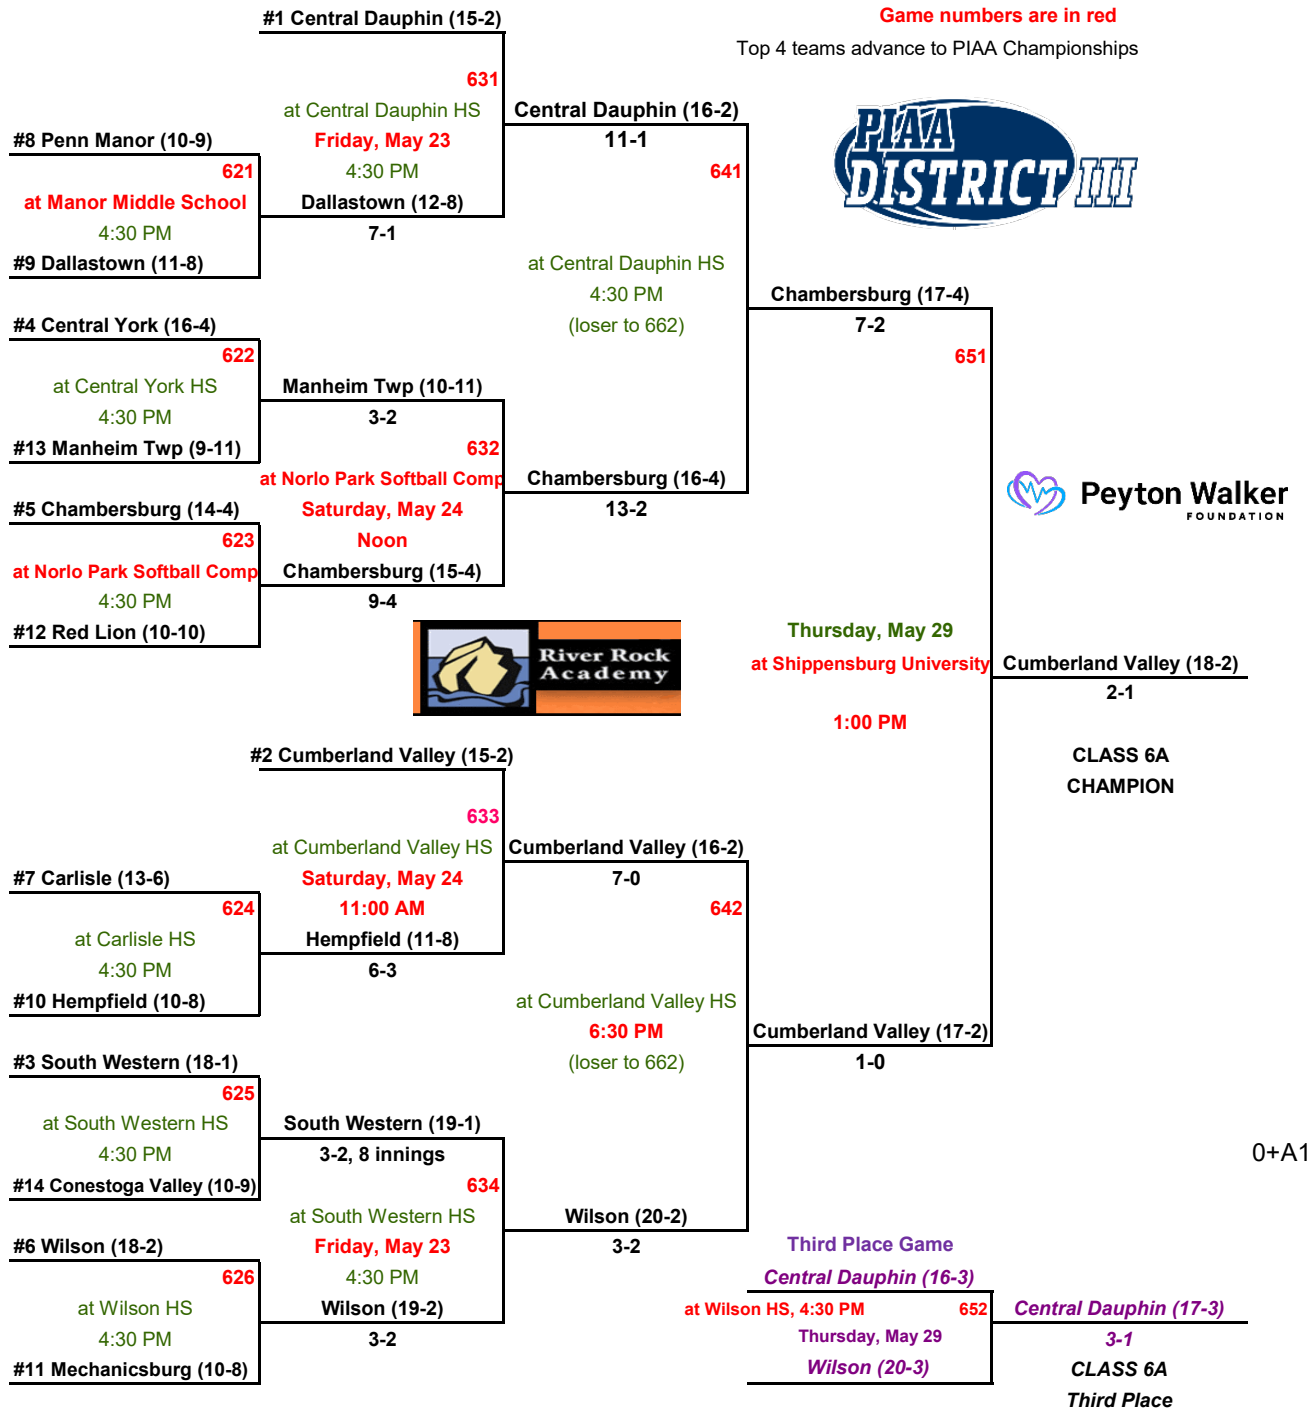 #1 Central Dauphin (15-2)
Game numbers are in red
Top 4 teams advance to PIAA Championships
631
at Central Dauphin HS
Central Dauphin (16-2)
PIAA
DISTRICT III
#8 Penn Manor (10-9)
Friday, May 23
11-1
621
4:30 PM
641
at Manor Middle School
Dallastown (12-8)
4:30 PM
7-1
#9 Dallastown (11-8)
at Central Dauphin HS
4:30 PM
Chambersburg (17-4)
#4 Central York (16-4)
(loser to 662)
7-2
622
651
at Central York HS
Manheim Twp (10-11)
4:30 PM
3-2
#13 Manheim Twp (9-11)
632
at Norlo Park Softball Comp
Chambersburg (16-4)
#5 Chambersburg (14-4)
Saturday, May 24
13-2
Peyton Walker
FOUNDATION
623
Noon
at Norlo Park Softball Comp
Chambersburg (15-4)
4:30 PM
9-4
#12 Red Lion (10-10)
River Rock
Academy
Thursday, May 29
at Shippensburg University
Cumberland Valley (18-2)
2-1
1:00 PM
#2 Cumberland Valley (15-2)
CLASS 6A
CHAMPION
633
at Cumberland Valley HS
Cumberland Valley (16-2)
#7 Carlisle (13-6)
Saturday, May 24
7-0
624
11:00 AM
642
at Carlisle HS
Hempfield (11-8)
4:30 PM
6-3
#10 Hempfield (10-8)
at Cumberland Valley HS
6:30 PM
Cumberland Valley (17-2)
#3 South Western (18-1)
(loser to 662)
1-0
625
at South Western HS
South Western (19-1)
4:30 PM
3-2, 8 innings
0+A1
#14 Conestoga Valley (10-9)
634
at South Western HS
Wilson (20-2)
#6 Wilson (18-2)
Friday, May 23
3-2
Third Place Game
626
4:30 PM
Central Dauphin (16-3)
at Wilson HS
Wilson (19-2)
at Wilson HS, 4:30 PM
652
Central Dauphin (17-3)
4:30 PM
3-2
Thursday, May 29
3-1
#11 Mechanicsburg (10-8)
Wilson (20-3)
CLASS 6A
Third Place